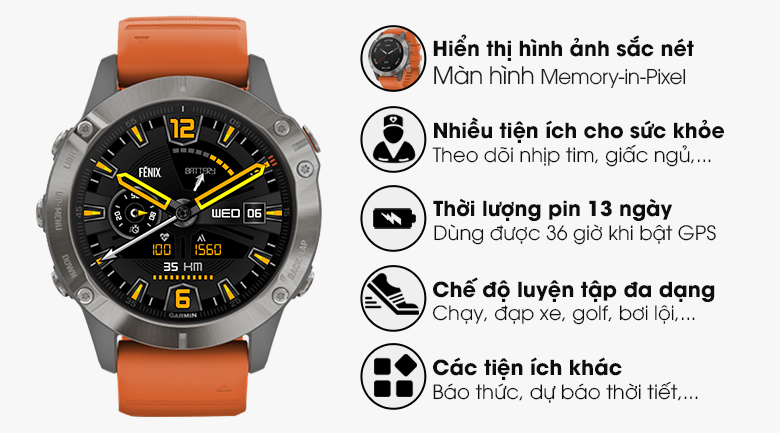 12
FÉNIX
BATTERY
WED 06
100 1560
35 KM
6
GARMIN
Hiển thị hình ảnh sắc nét
Màn hình Memory-in-Pixel
Nhiều tiện ích cho sức khỏe
Theo dõi nhịp tim, giấc ngủ,...
Thời lượng pin 13 ngày
Dùng được 36 giờ khi bật GPS
Chế độ luyện tập đa dạng
Chạy, đạp xe, golf, bơi lội,...
Các tiện ích khác
Báo thức, dự báo thời tiết,...